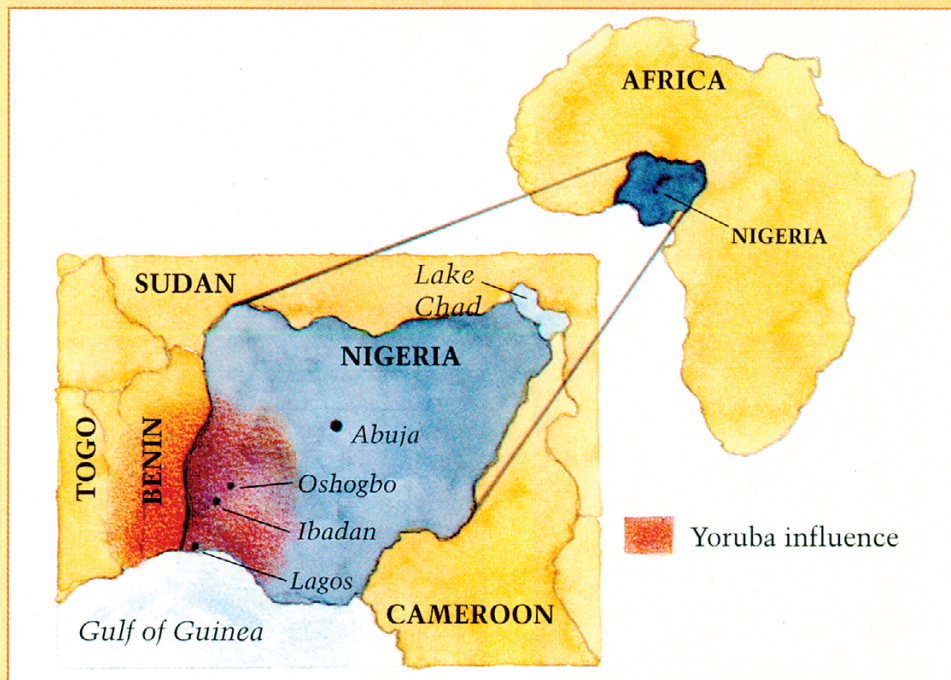 AFRICA
NIGERIA
SUDAN
Lake
Chad
NIGERIA
TOGO
BENIN
Abuja
Oshogbo
Ibadan
Lagos
Gulf of Guinea
CAMEROON
Yoruba influence